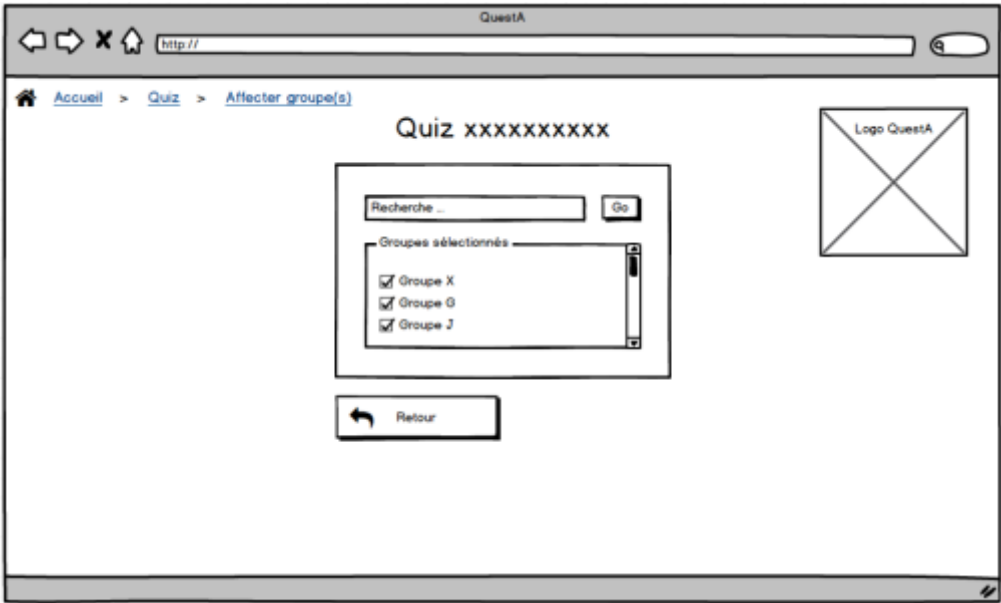 QuestA
http://
Accueil > Quiz > Affecter groupe(s)
Quiz xxxxxxxxxx
Logo QuestA
Recherche ...
Go
Groupes sélectionnés
Groupe X
Groupe G
Groupe J
Retour